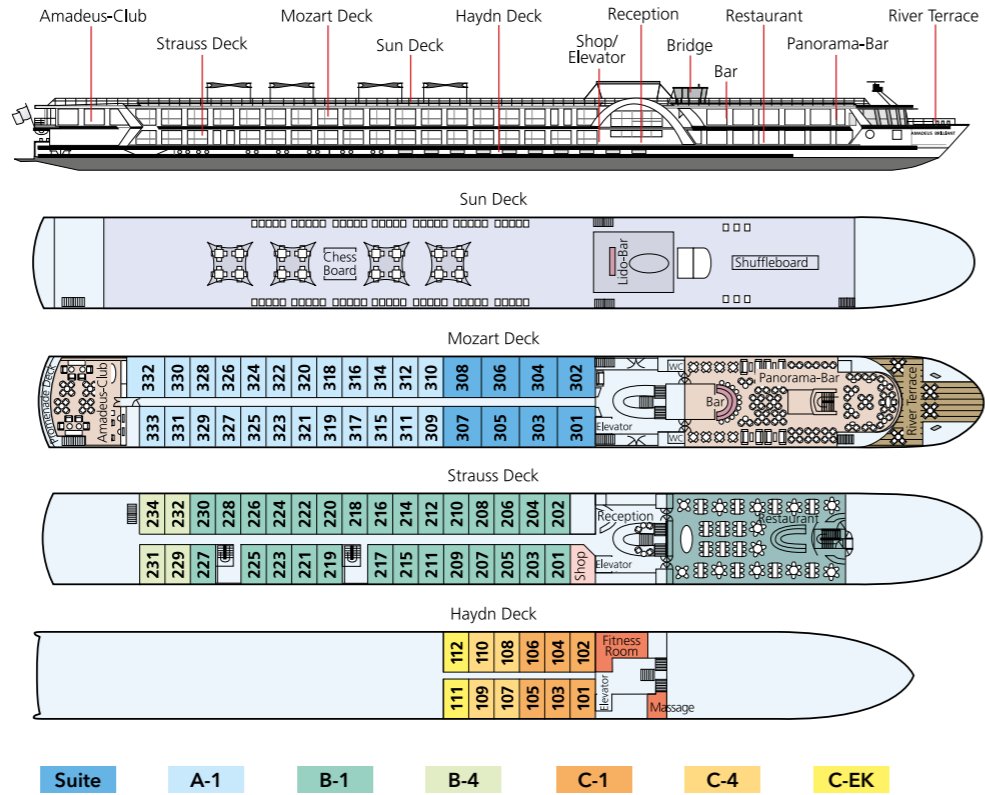 Amadeus-Club
Mozart Deck
Haydn Deck
Reception
Restaurant
River Terrace
Strauss Deck
Sun Deck
Shop/
Elevator
Bridge
Bar
Panorama-Bar
AMADEUS BRILLIANT
Sun Deck
Chess
Board
Lido-Bar
Shuffleboard
Mozart Deck
Promenade Deck
Amadeus-Club
332 330 328 326 324 322 320 318 316 314 312 310 308 306 304 302
WC
Panorama-Bar
Bar
River Terrace
333 331 329 327 325 323 321 319 317 315 311 309 307 305 303 301
Elevator
WC
Strauss Deck
234 232 230 228 226 224 222 220 218 216 214 212 210 208 206 204 202
Reception
Restaurant
231 229 227 225 223 221 219 217 215 211 209 207 205 203 201
Shop
Elevator
Haydn Deck
112 110 108 106 104 102
Fitness
Room
111 109 107 105 103 101
Elevator
Massage
Suite A-1 B-1 B-4 C-1 C-4 C-EK